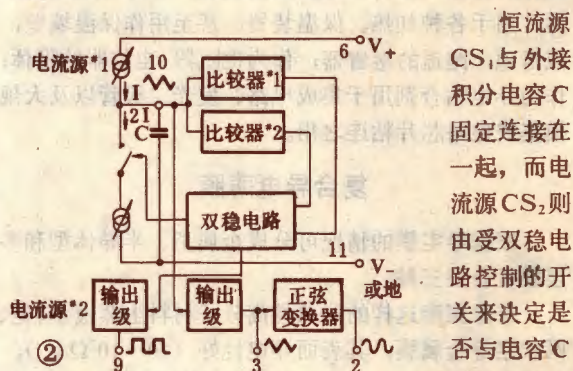 恒流源
CS₁与外接
积分电容C
固定连接在
一起，而电
流源CS₂则
由受双稳电
路控制的开
关来决定是
否与电容C
电流源#1
10
6
V+
比较器#1
I
2I
C
比较器#2
双稳电路
11
V-
或地
电流源#2
输出
级
输出
级
正弦
变换器
②
9
3
2